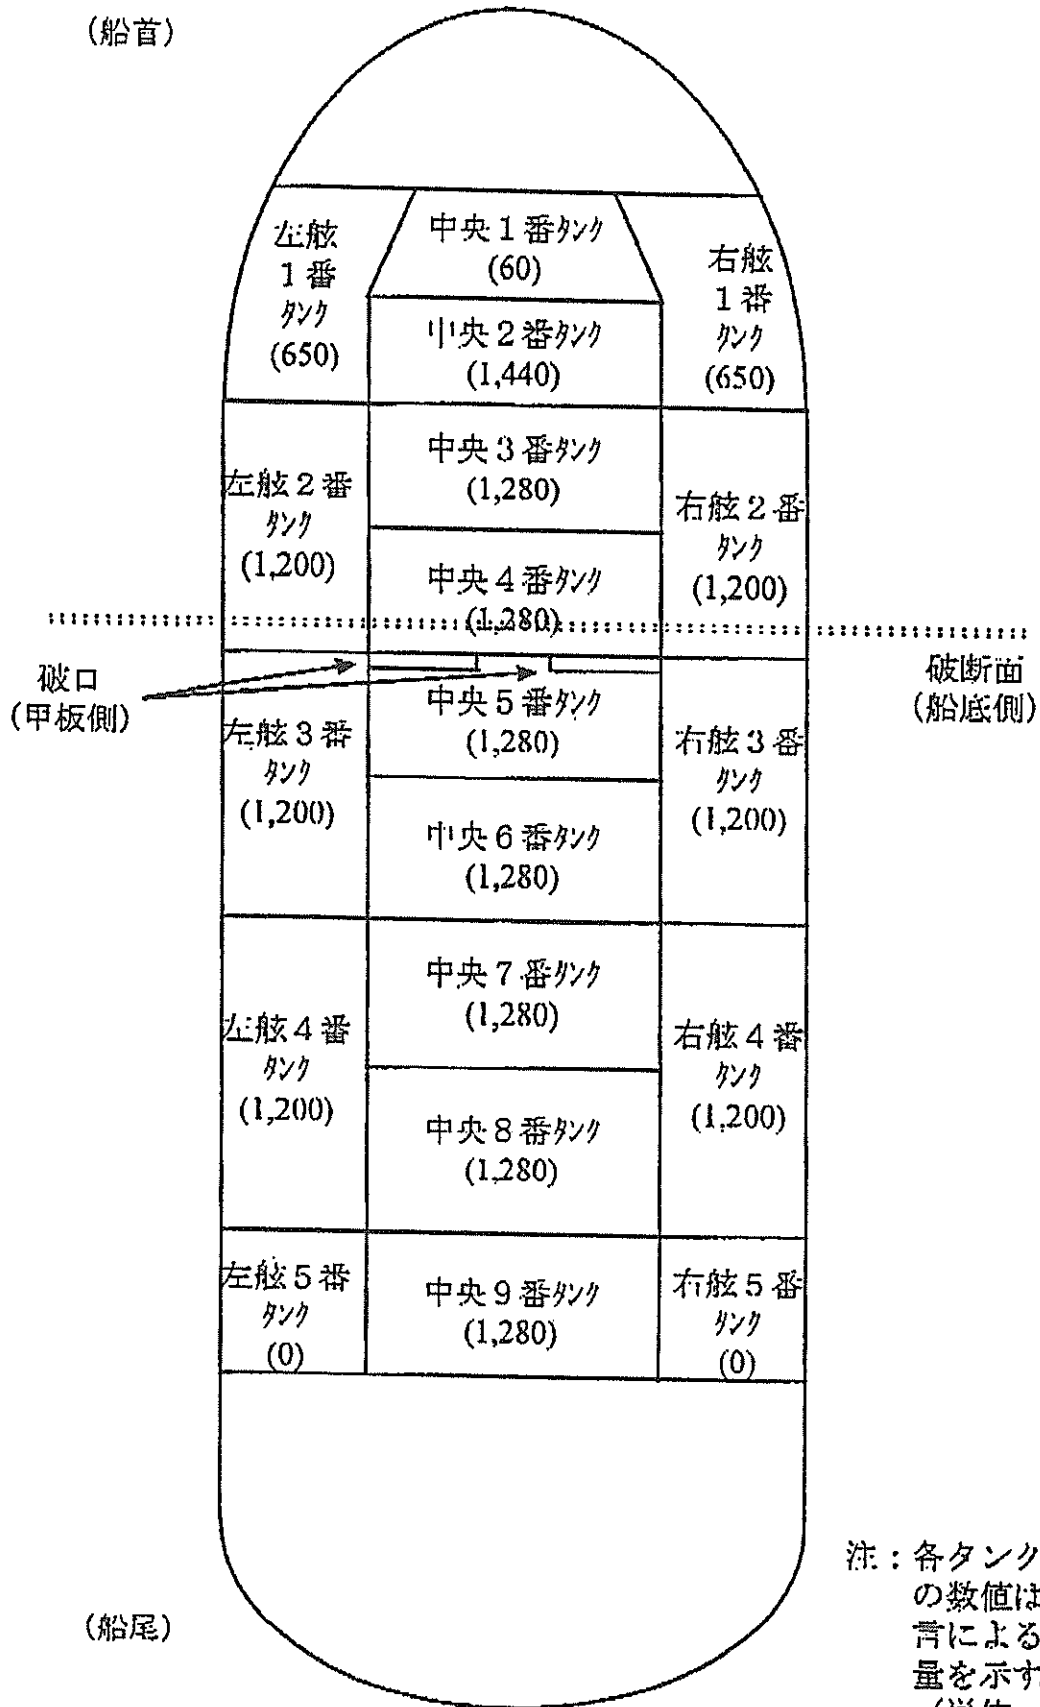 (船首)
左舷
1番
タンク
(650)
中央1番タンク
(60)
右舷
1番
タンク
(650)
中央2番タンク
(1,440)
左舷2番
タンク
(1,200)
中央3番タンク
(1,280)
右舷2番
タンク
(1,200)
中央4番タンク
(1,280)
破口
(甲板側)
破断面
(船底側)
左舷3番
タンク
(1,200)
中央5番タンク
(1,280)
右舷3番
タンク
(1,200)
中央6番タンク
(1,280)
左舷4番
タンク
(1,200)
中央7番タンク
(1,280)
右舷4番
タンク
(1,200)
中央8番タンク
(1,280)
左舷5番
タンク
(0)
中央9番タンク
(1,280)
右舷5番
タンク
(0)
(船尾)
注:各タンク
の数値は
言による
量を示す